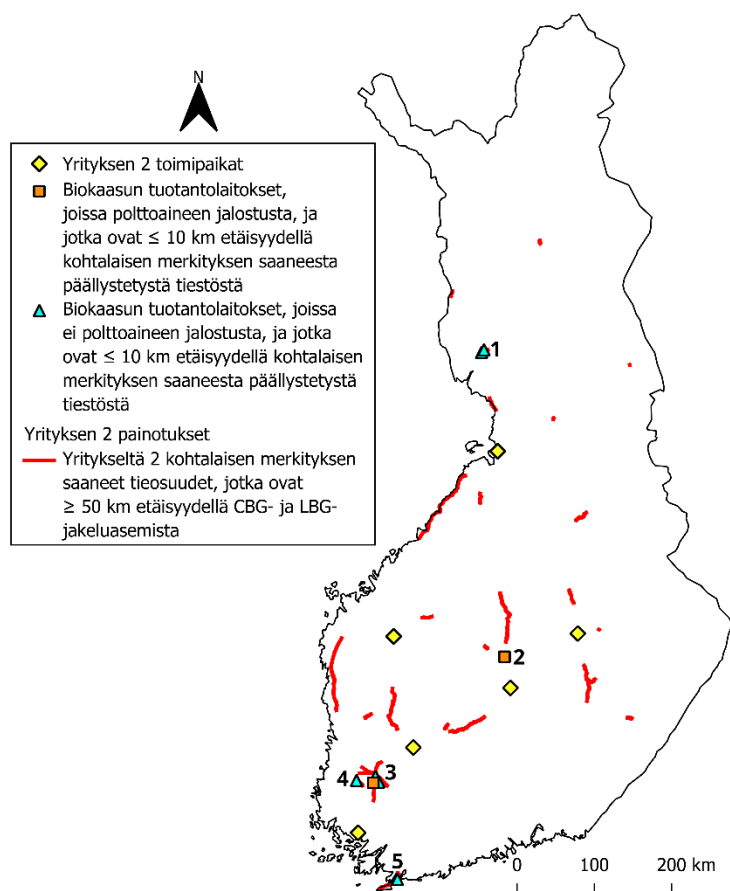 N
Yrityksen 2 toimipaikat
Biokaasun tuotantolaitokset,
joissa polttoaineen jalostusta, ja
jotka ovat ≤ 10 km etäisyydellä
kohtalaisen merkityksen saaneesta
päällystetystä tiestöstä
Biokaasun tuotantolaitokset, joissa
ei polttoaineen jalostusta, ja jotka
ovat ≤ 10 km etäisyydellä kohtalaisen
merkityksen saaneesta päällystetystä
tiestöstä
Yrityksen 2 painotukset
Yritykseltä 2 kohtalaisen merkityksen
saaneet tieosuudet, jotka ovat
≥ 50 km etäisyydellä CBG- ja LBG-
jakeluasemista
1
2
3
4
5
0 100 200 km